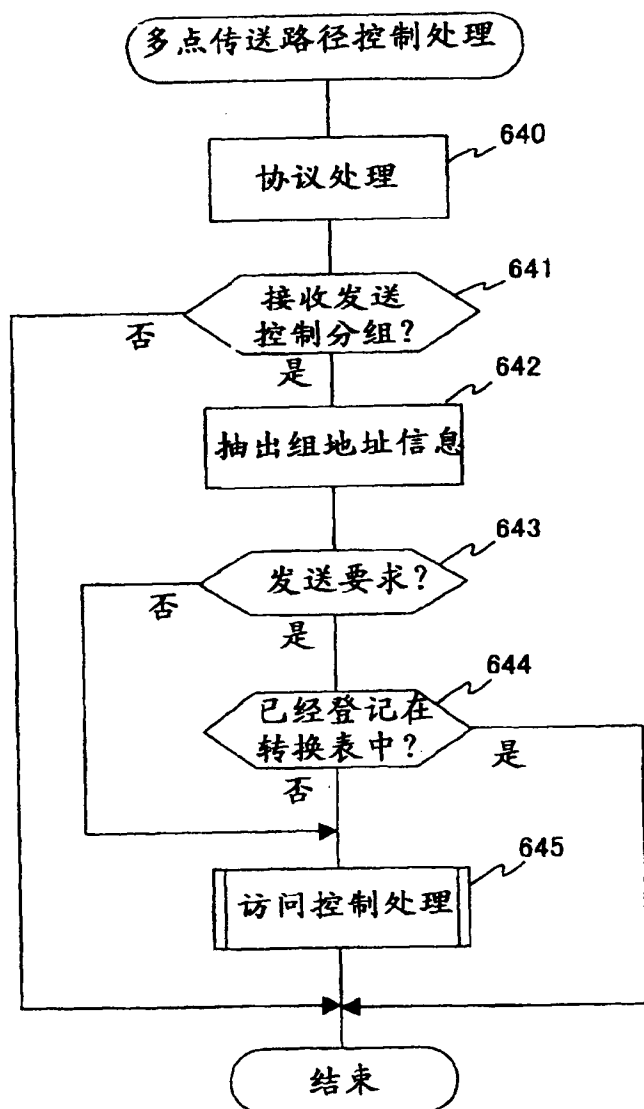 多点传送路径控制处理
640
协议处理
641
接收发送
控制分组？
否
是
642
抽出组地址信息
643
发送要求？
否
是
644
已经登记在
转换表中？
是
否
645
访问控制处理
结束